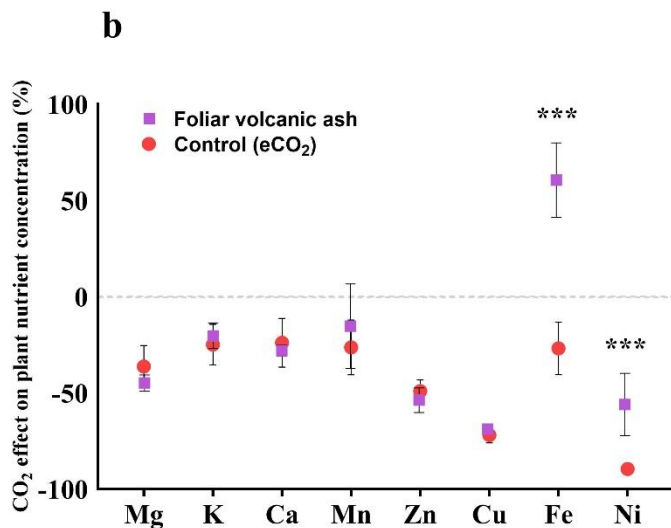 b
CO₂ effect on plant nutrient concentration (%)
100
50
0
-50
-100
Foliar volcanic ash
Control (eCO₂)
***
***
Mg K Ca Mn Zn Cu Fe Ni